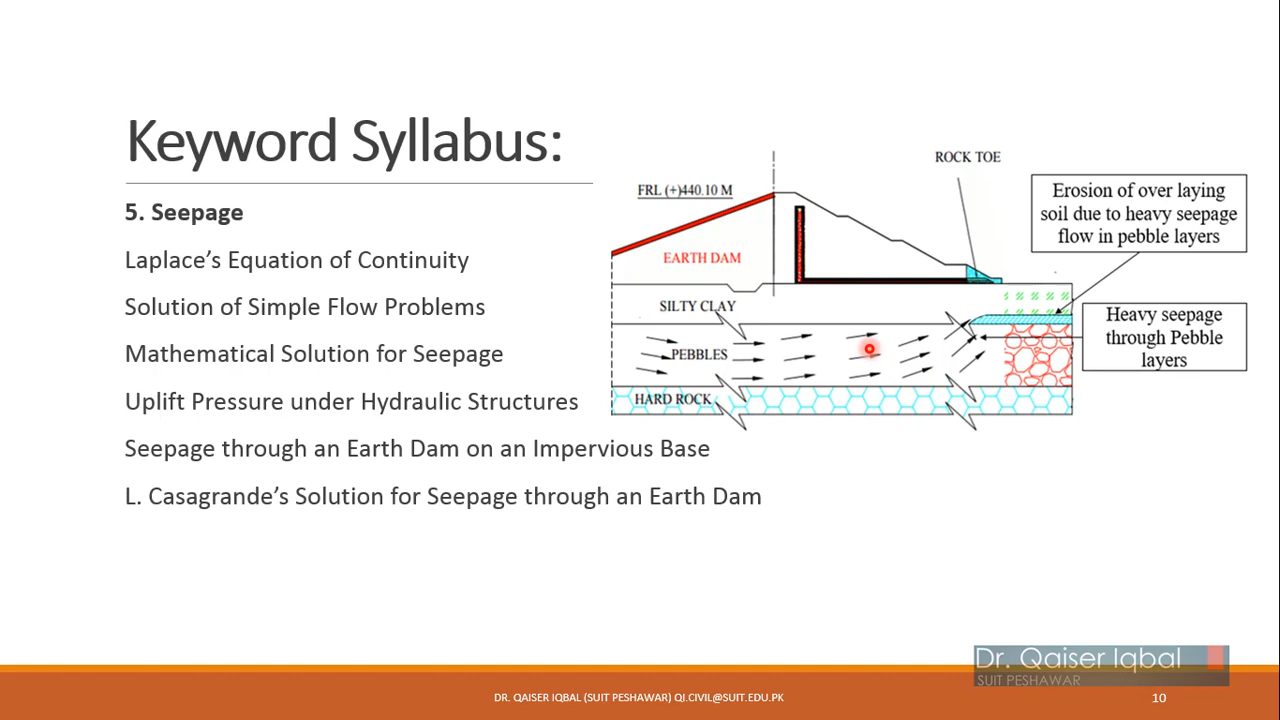 Keyword Syllabus:
5. Seepage
Laplace’s Equation of Continuity
Solution of Simple Flow Problems
Mathematical Solution for Seepage
Uplift Pressure under Hydraulic Structures
Seepage through an Earth Dam on an Impervious Base
L. Casagrande’s Solution for Seepage through an Earth Dam
ROCK TOE
FRL (+)440.10 M
EARTH DAM
SILTY CLAY
PEBBLES
HARD ROCK
Erosion of over laying
soil due to heavy seepage
flow in pebble layers
Heavy seepage
through Pebble
layers
Dr. Qaiser Iqbal
SUIT PESHAWAR
DR. QAISER IQBAL (SUIT PESHAWAR) QI.CIVIL@SUIT.EDU.PK
10